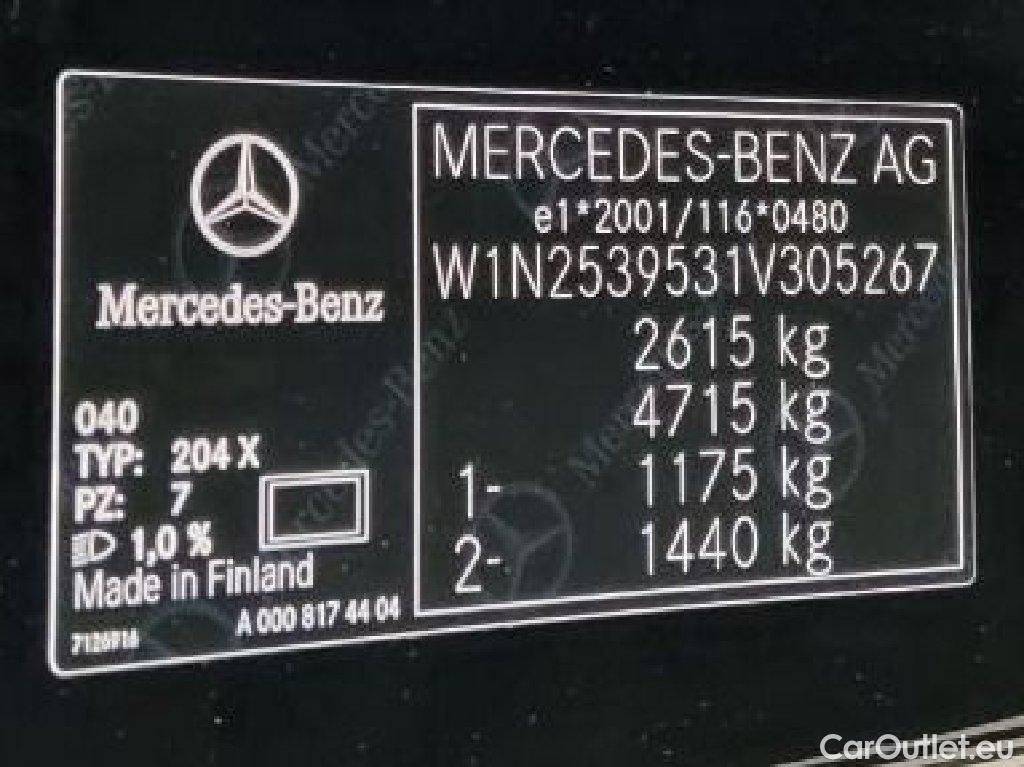 Mercedes-Benz
040
TYP: 204 X
PZ: 7
1,0 %
Made in Finland
A 000 817 44 04
MERCEDES-BENZ AG
e1*2001/116*0480
W1N2539531V305267
2615 kg
4715 kg
1- 1175 kg
2- 1440 kg
CarOutlet.eu